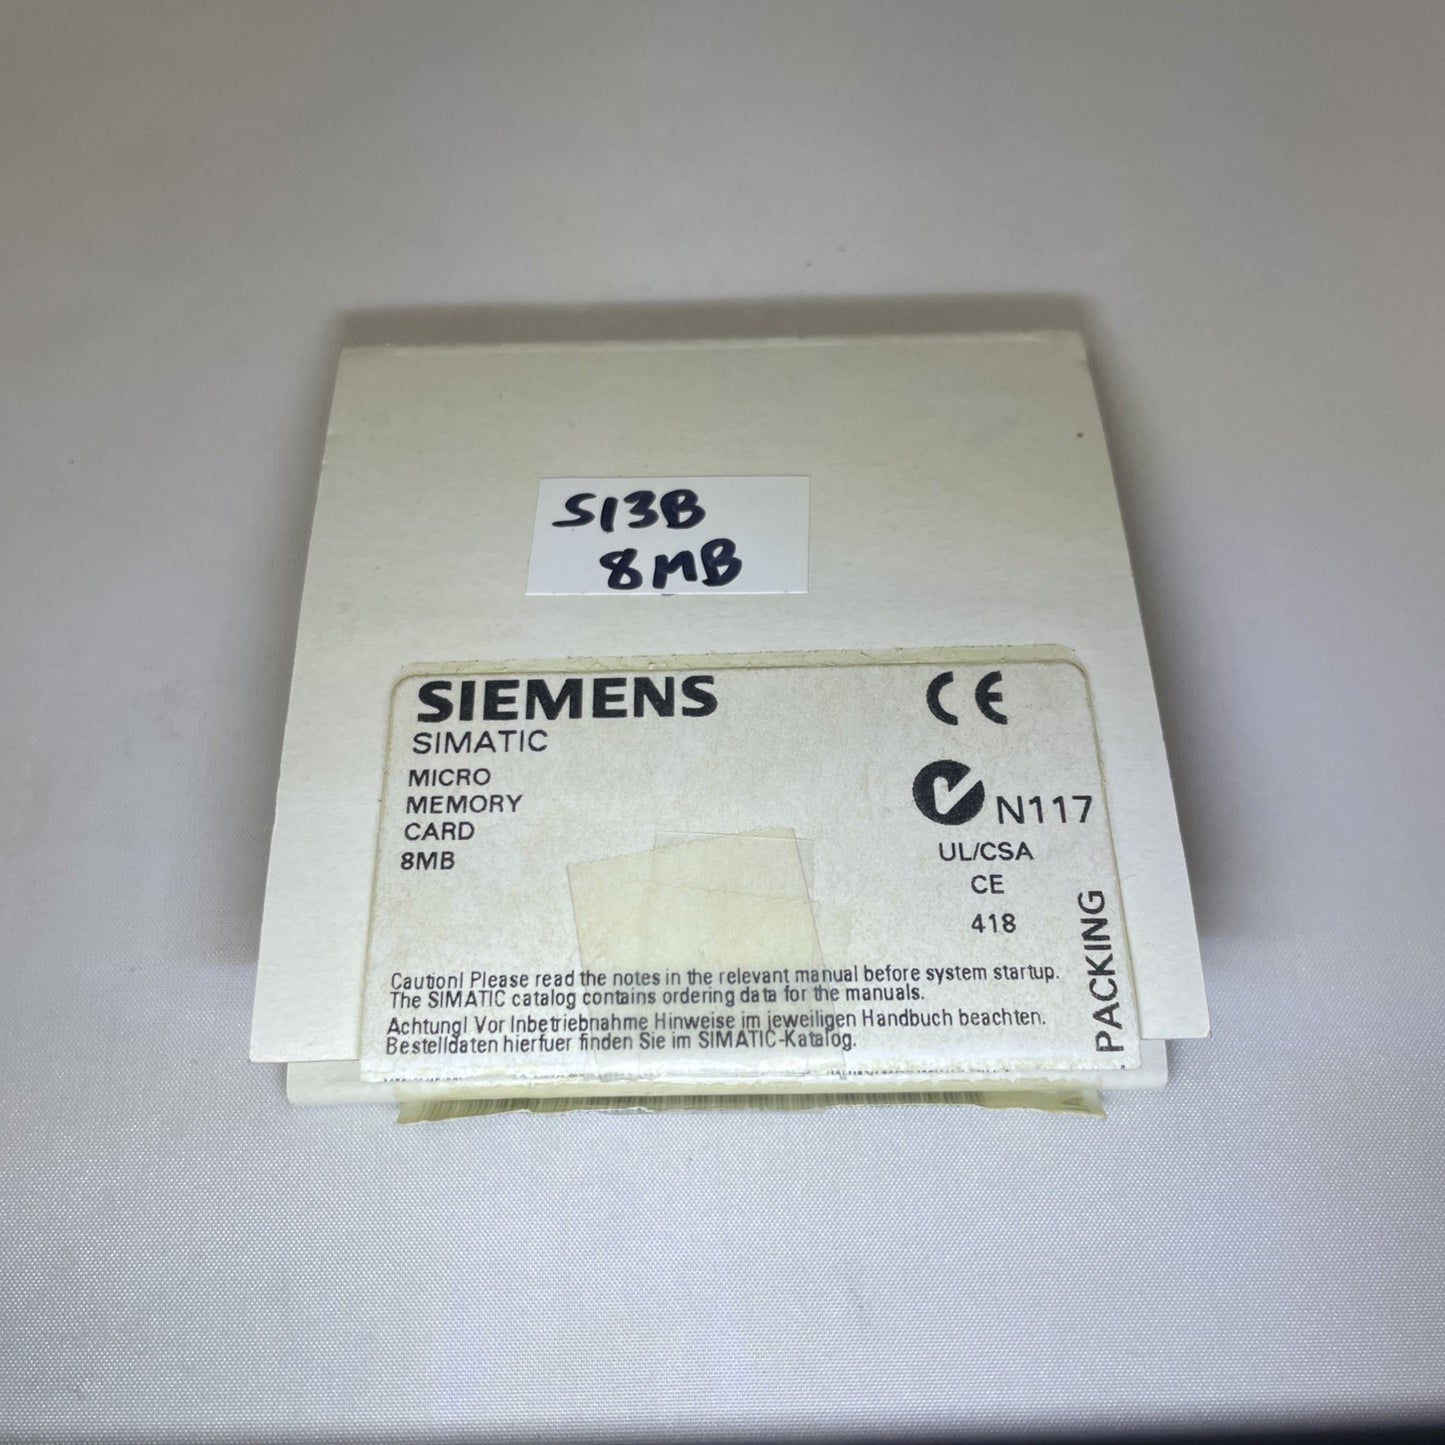 S13B
8MB
SIEMENS
SIMATIC
MICRO
MEMORY
CARD
8MB
CE
N117
UL/CSA
CE
418
PACKING
Caution! Please read the notes in the relevant manual before system startup.
The SIMATIC catalog contains ordering data for the manuals.
Achtung! Vor Inbetriebnahme Hinweise im jeweiligen Handbuch beachten.
Bestelldaten hierfuer finden Sie im SIMATIC-Katalog.